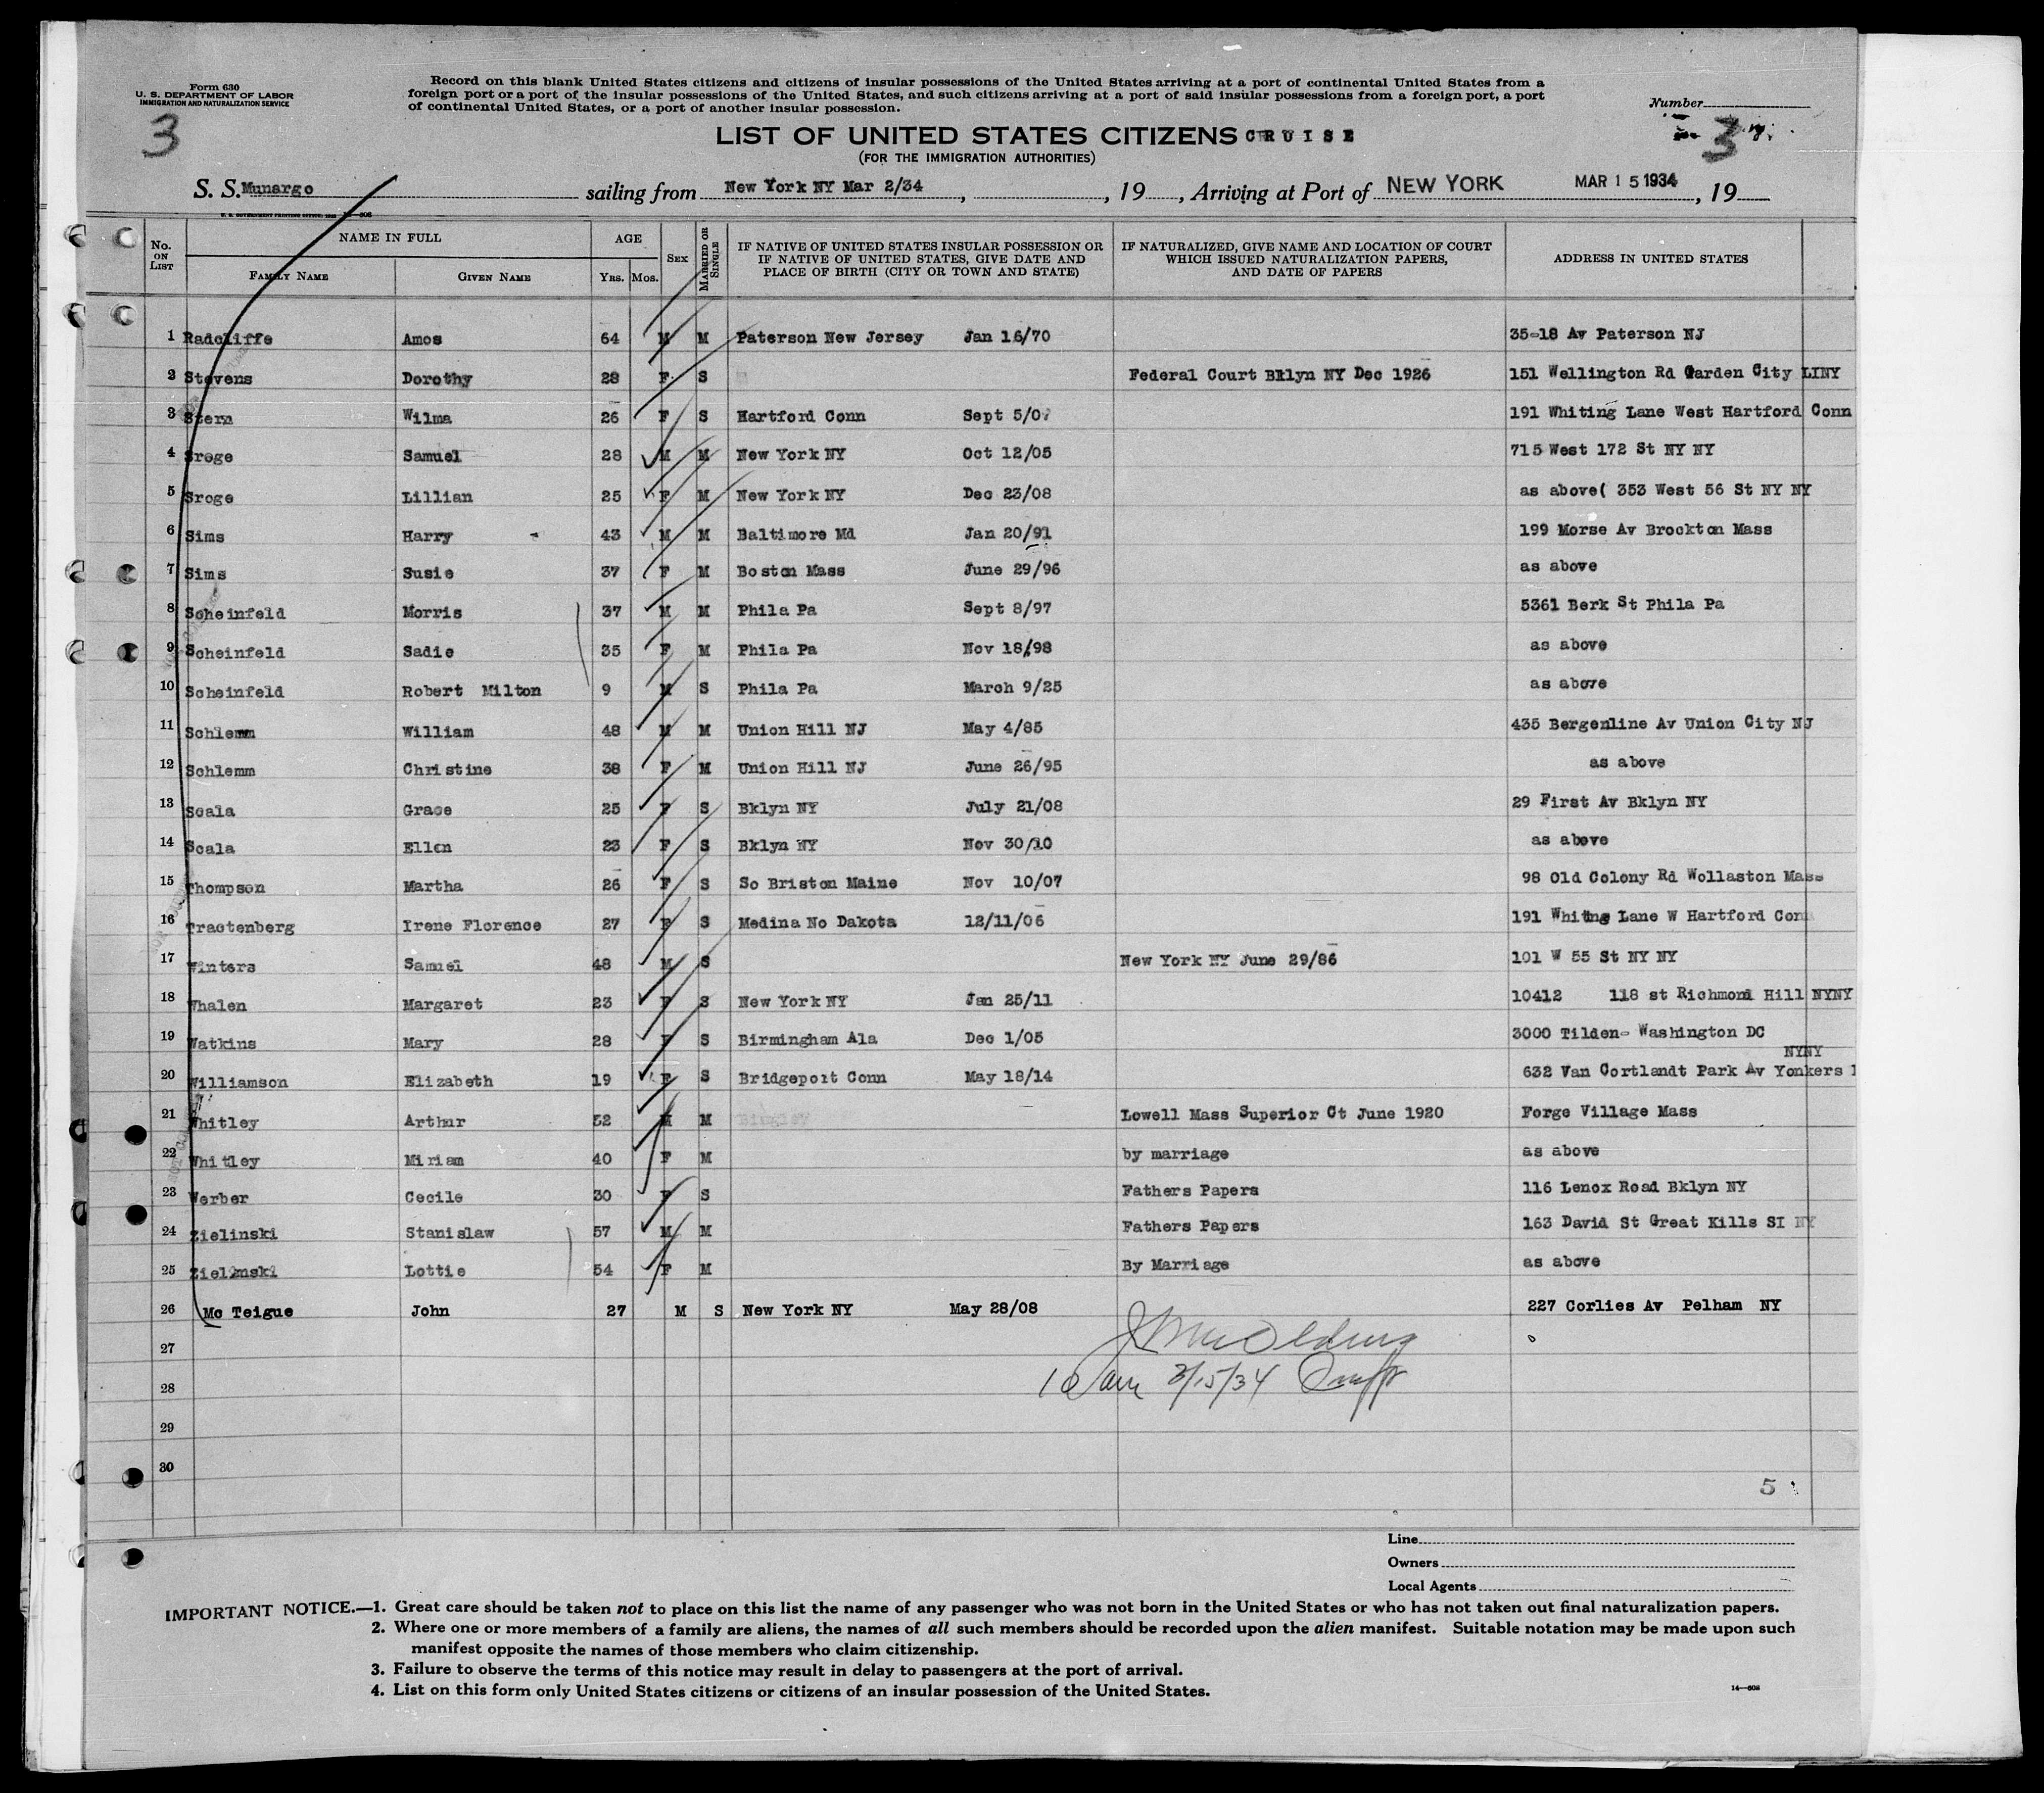 Form 630
U. S. DEPARTMENT OF LABOR
IMMIGRATION AND NATURALIZATION SERVICE
Record on this blank United States citizens and citizens of insular possessions of the United States arriving at a port of continental United States from a
foreign port or a port of the insular possessions of the United States, and such citizens arriving at a port of said insular possessions from a foreign port, a port
of continental United States, or a port of another insular possession.
Number
3
3
LIST OF UNITED STATES CITIZENS CRUISE
(FOR THE IMMIGRATION AUTHORITIES)
S. S. Munargo sailing from New York NY Mar 2/34, , 19 , Arriving at Port of NEW YORK MAR 15 1934, 19
No. ON LIST NAME IN FULL AGE SEX MARRIED OR SINGLE IF NATIVE OF UNITED STATES INSULAR POSSESSION OR IF NATIVE OF UNITED STATES, GIVE DATE AND PLACE OF BIRTH (CITY OR TOWN AND STATE) IF NATURALIZED, GIVE NAME AND LOCATION OF COURT WHICH ISSUED NATURALIZATION PAPERS, AND DATE OF PAPERS ADDRESS IN UNITED STATES
FAMILY NAME GIVEN NAME YRS. MOS.
1 Radcliffe Amos 64 M M Paterson New Jersey Jan 16/70 35-18 Av Paterson NJ
2 Stevens Dorothy 28 F S Federal Court Bklyn NY Dec 1926 151 Wellington Rd Garden City LINY
3 Stern Wilma 26 F S Hartford Conn Sept 5/07 191 Whiting Lane West Hartford Conn
4 Sroge Samuel 28 M M New York NY Oct 12/05 715 West 172 St NY NY
5 Sroge Lillian 25 F M New York NY Dec 23/08 as above( 353 West 56 St NY NY
6 Sims Harry 43 M M Baltimore Md Jan 20/91 199 Morse Av Brockton Mass
7 Sims Susie 37 F M Boston Mass June 29/96 as above
8 Scheinfeld Morris 37 M M Phila Pa Sept 8/97 5361 Berk St Phila Pa
9 Scheinfeld Sadie 35 F M Phila Pa Nov 18/98 as above
10 Scheinfeld Robert Milton 9 M S Phila Pa March 9/25 as above
11 Schlemm William 48 M M Union Hill NJ May 4/85 435 Bergenline Av Union City NJ
12 Schlemm Christine 38 F M Union Hill NJ June 26/95 as above
13 Scala Grace 25 F S Bklyn NY July 21/08 29 First Av Bklyn NY
14 Scala Ellen 23 F S Bklyn NY Nov 30/10 as above
15 Thompson Martha 26 F S So Briston Maine Nov 10/07 98 Old Colony Rd Wollaston Mass
16 Tractenberg Irene Florence 27 F S Medina No Dakota 12/11/06 191 Whitng Lane W Hartford Conn
17 Winters Samuel 48 M S New York NY June 29/86 101 W 55 St NY NY
18 Whalen Margaret 23 F S New York NY Jan 25/11 10412 118 st Richmond Hill NYNY
19 Watkins Mary 28 F S Birmingham Ala Dec 1/05 3000 Tilden- Washington DC
NYNY
20 Williamson Elizabeth 19 F S Bridgeport Conn May 18/14 632 Van Cortlandt Park Av Yonkers
21 Whitley Arthur 52 M M Lowell Mass Superior Ct June 1920 Forge Village Mass
22 Whitley Miriam 40 F M by marriage as above
23 Werber Cecile 30 F S Fathers Papers 116 Lenox Road Bklyn NY
24 Zielinski Stanislaw 57 M M Fathers Papers 163 David St Great Kills SI NY
25 Zielinski Lottie 54 F M By Marriage as above
26 Mc Teigue John 27 M S New York NY May 28/08 227 Corlies Av Pelham NY
27
28 10 am 3/15/34
29
30
5
Line
Owners
Local Agents
IMPORTANT NOTICE.—1. Great care should be taken not to place on this list the name of any passenger who was not born in the United States or who has not taken out final naturalization papers.
2. Where one or more members of a family are aliens, the names of all such members should be recorded upon the alien manifest. Suitable notation may be made upon such
manifest opposite the names of those members who claim citizenship.
3. Failure to observe the terms of this notice may result in delay to passengers at the port of arrival.
4. List on this form only United States citizens or citizens of an insular possession of the United States.
14—608